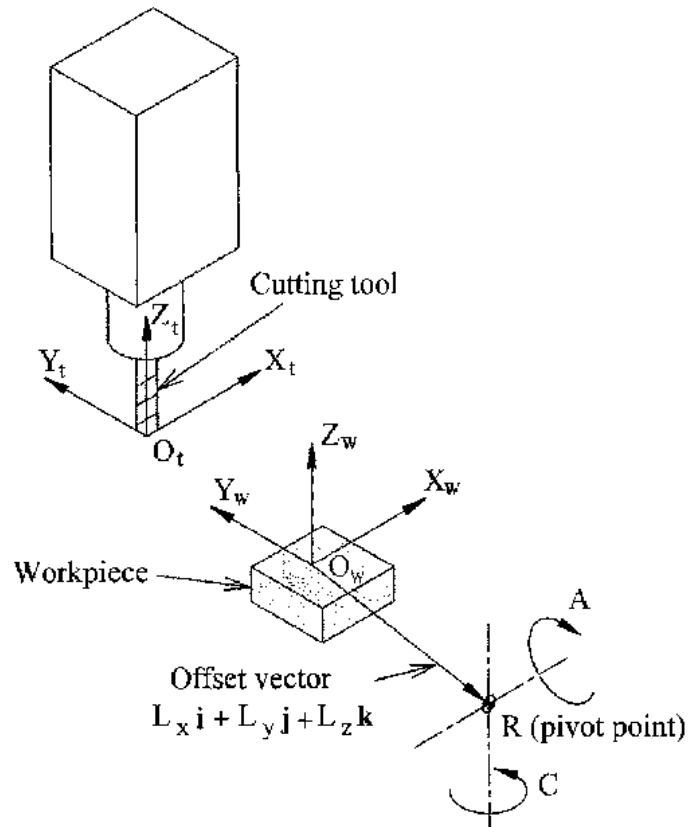 Cutting tool
Z_t
Y_t
X_t
O_t
Z_w
Y_w
X_w
O_w
Workpiece
A
Offset vector
L_x i + L_y j + L_z k
R (pivot point)
C